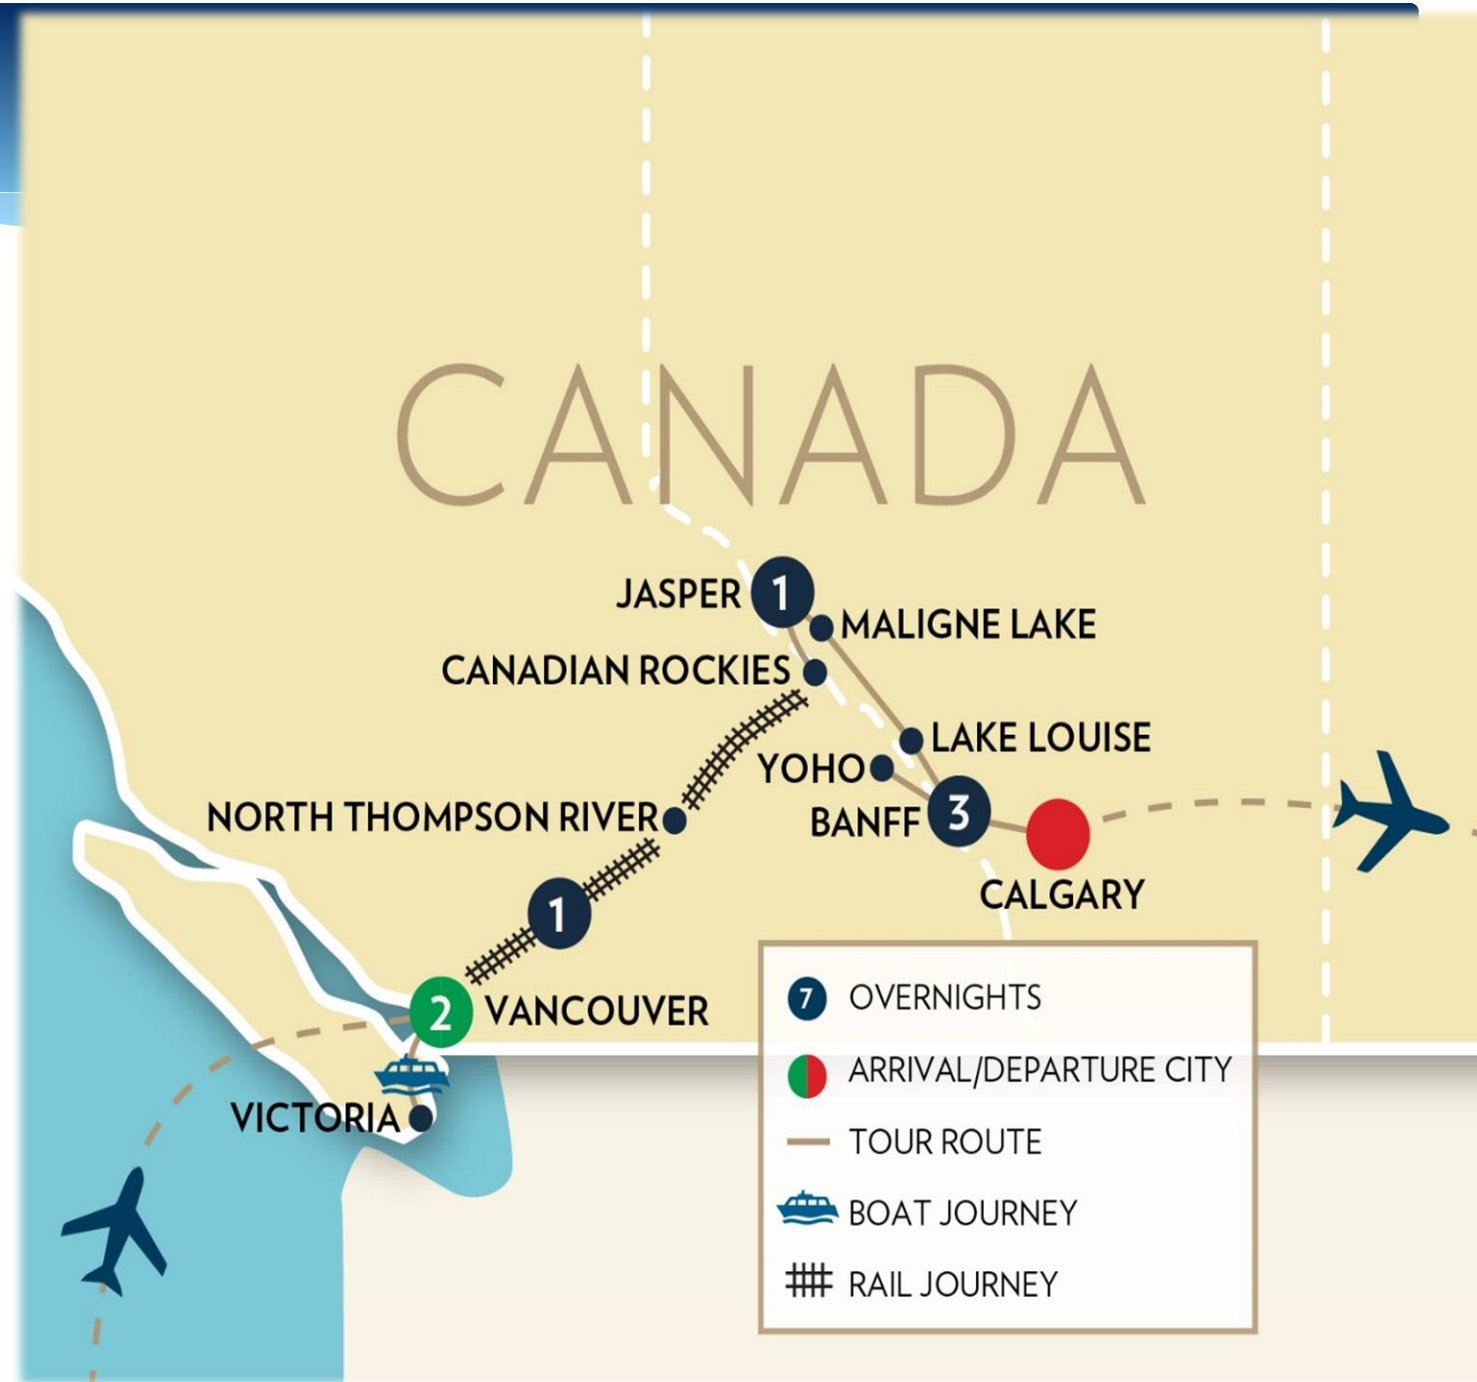 CANADA
JASPER 1
MALIGNE LAKE
CANADIAN ROCKIES
LAKE LOUISE
YOHO
BANFF 3
NORTH THOMPSON RIVER
CALGARY
1
2 VANCOUVER
VICTORIA
7 OVERNIGHTS
ARRIVAL/DEPARTURE CITY
TOUR ROUTE
BOAT JOURNEY
RAIL JOURNEY